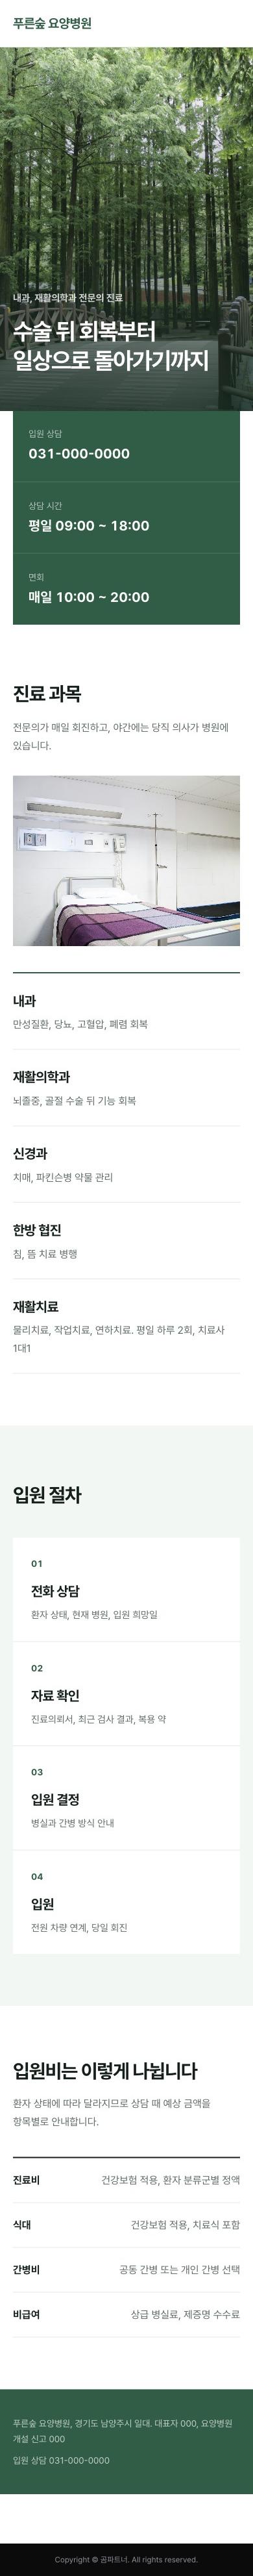 푸른숲 요양병원
내과, 재활의학과 전문의 진료
수술 뒤 회복부터
일상으로 돌아가기까지
입원 상담
031-000-0000
상담 시간
평일 09:00 ~ 18:00
면회
매일 10:00 ~ 20:00
진료 과목
전문의가 매일 회진하고, 야간에는 당직 의사가 병원에
있습니다.
내과
만성질환, 당뇨, 고혈압, 폐렴 회복
재활의학과
뇌졸중, 골절 수술 뒤 기능 회복
신경과
치매, 파킨슨병 약물 관리
한방 협진
침, 뜸 치료 병행
재활치료
물리치료, 작업치료, 연하치료. 평일 하루 2회, 치료사
1대1
입원 절차
01
전화 상담
환자 상태, 현재 병원, 입원 희망일
02
자료 확인
진료의뢰서, 최근 검사 결과, 복용 약
03
입원 결정
병실과 간병 방식 안내
04
입원
전원 차량 연계, 당일 회진
입원비는 이렇게 나뉩니다
환자 상태에 따라 달라지므로 상담 때 예상 금액을
항목별로 안내합니다.
진료비 건강보험 적용, 환자 분류군별 정액
식대 건강보험 적용, 치료식 포함
간병비 공동 간병 또는 개인 간병 선택
비급여 상급 병실료, 제증명 수수료
푸른숲 요양병원, 경기도 남양주시 일대. 대표자 000, 요양병원
개설 신고 000
입원 상담 031-000-0000
Copyright © 곰파트너. All rights reserved.